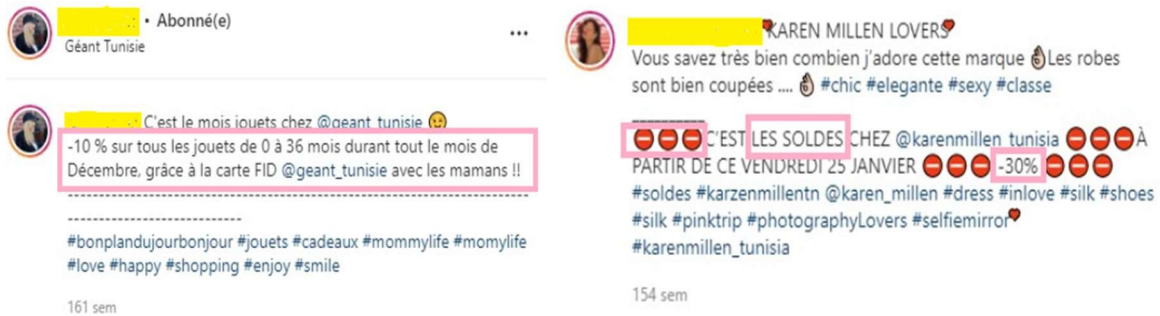 • Abonné(e)
Géant Tunisie
C'est le mois jouets chez @geant_tunisie 😉
-10 % sur tous les jouets de 0 à 36 mois durant tout le mois de
Décembre, grâce à la carte FID @geant_tunisie avec les mamans !!
--------------------------------------------------------------
--------------------------
#bonplandujourbonjour #jouets #cadeaux #mommylife #momylife
#love #happy #shopping #enjoy #smile
161 sem
KAREN MILLEN LOVERS
Vous savez très bien combien j'adore cette marque 👌Les robes
sont bien coupées .... 👌 #chic #elegante #sexy #classe
----------
⛔⛔⛔C'EST LES SOLDES CHEZ @karenmillen_tunisia ⛔⛔⛔À
PARTIR DE CE VENDREDI 25 JANVIER ⛔⛔⛔ -30% ⛔⛔⛔
#soldes #karzenmillentn @karen_millen #dress #inlove #silk #shoes
#silk #pinktrip #photographyLovers #selfiemirror
#karenmillen_tunisia
154 sem